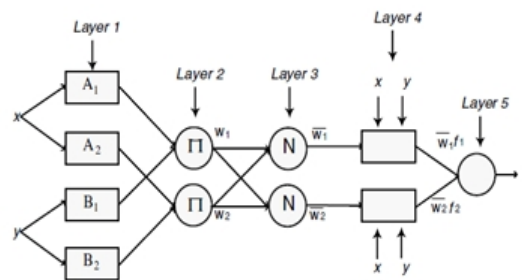 Layer 1
Layer 2
Layer 3
Layer 4
Layer 5
x
y
A₁
A₂
B₁
B₂
Π
Π
w₁
w₂
N
N
w̅₁
w̅₂
x y
x y
w̅₁f₁
w̅₂f₂